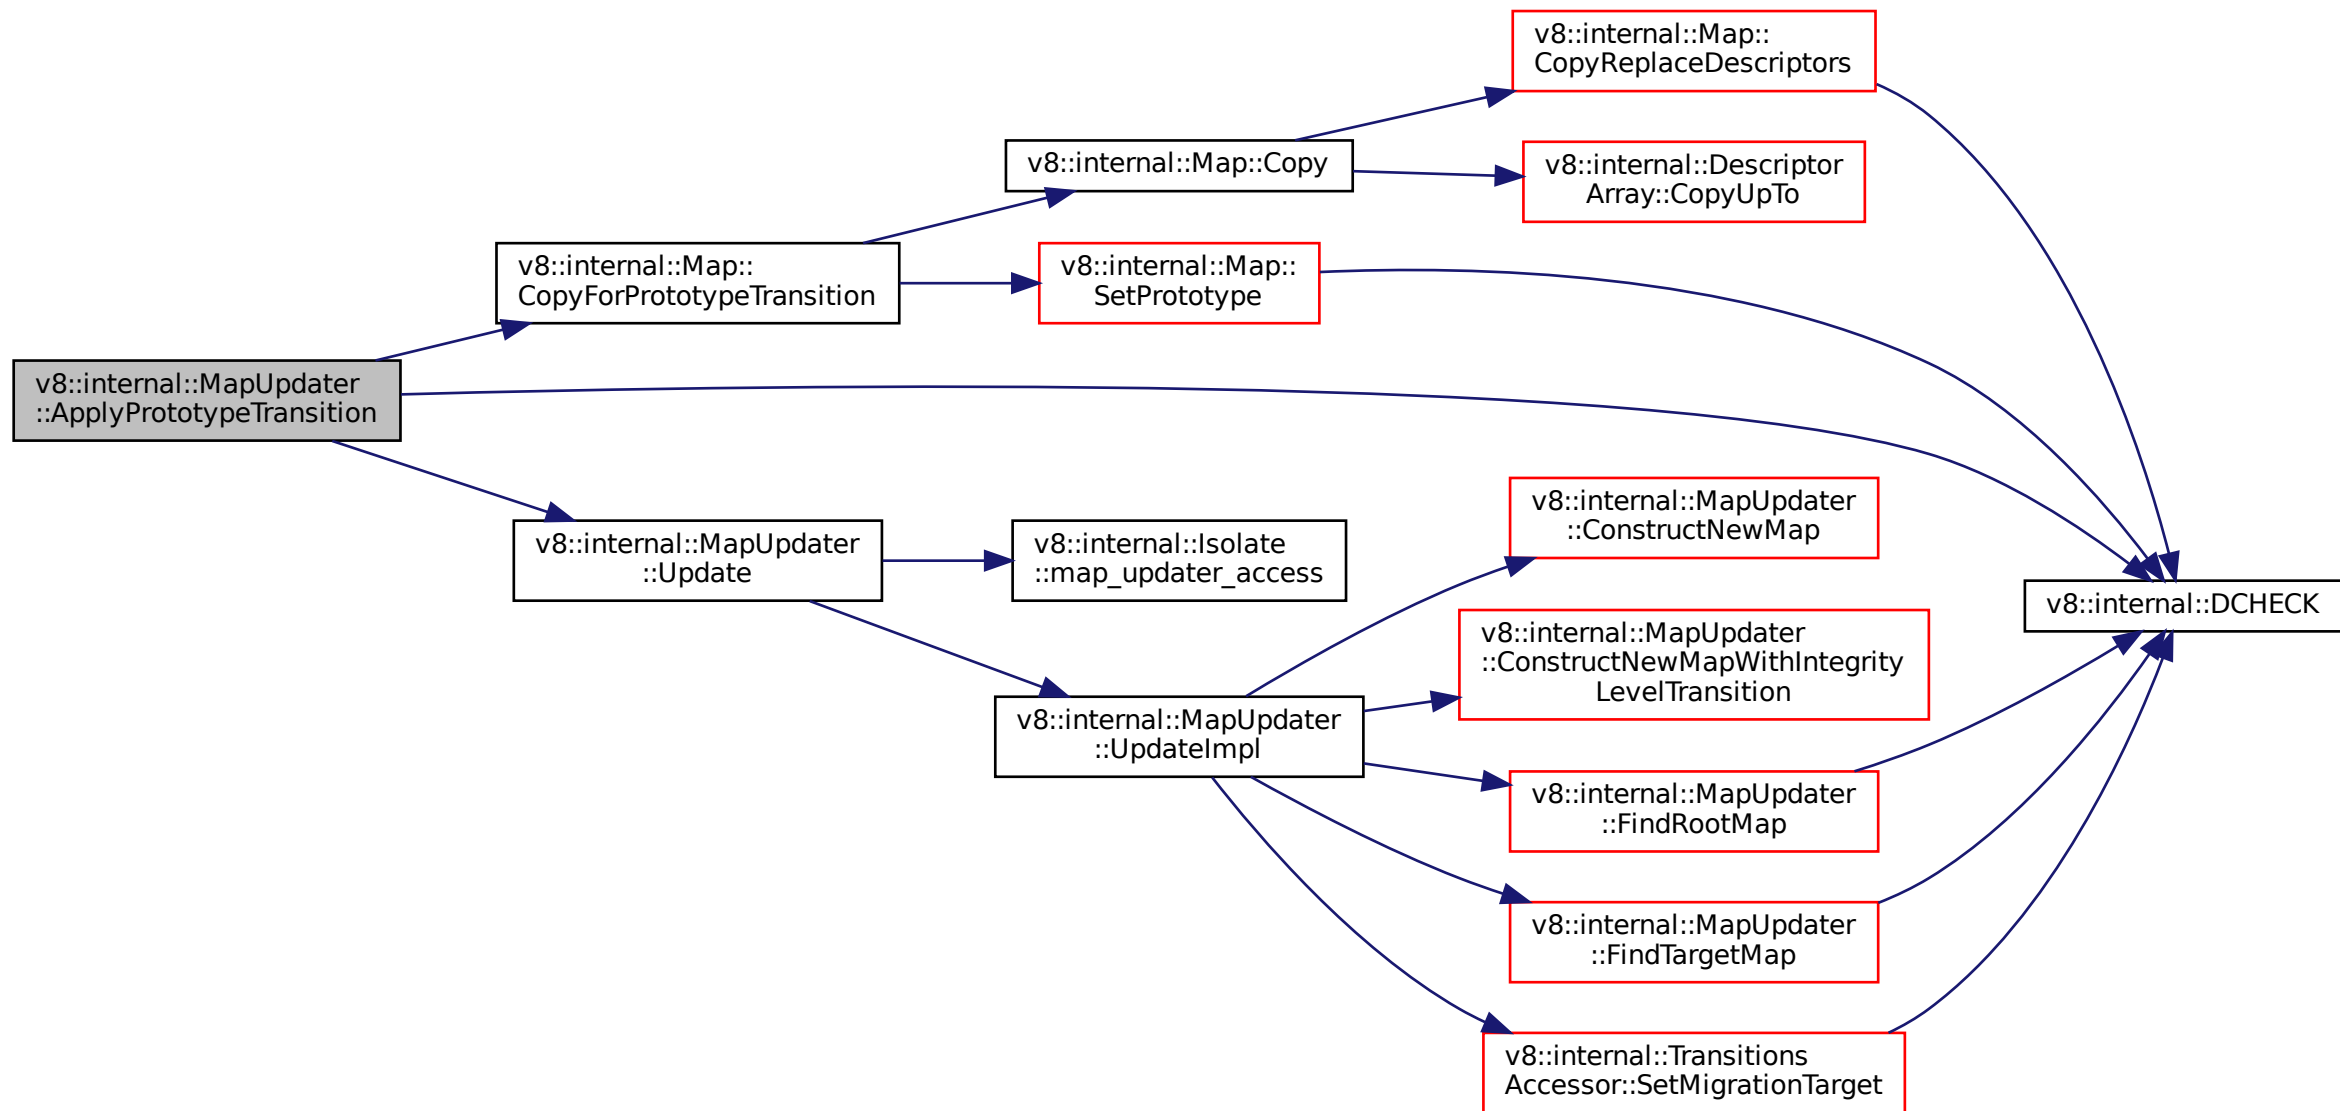 v8::internal::Map::
CopyReplaceDescriptors
v8::internal::Map::Copy
v8::internal::Descriptor
Array::CopyUpTo
v8::internal::Map::
CopyForPrototypeTransition
v8::internal::Map::
SetPrototype
v8::internal::MapUpdater
::ApplyPrototypeTransition
v8::internal::MapUpdater
::ConstructNewMap
v8::internal::MapUpdater
::Update
v8::internal::Isolate
::map_updater_access
v8::internal::DCHECK
v8::internal::MapUpdater
::ConstructNewMapWithIntegrity
LevelTransition
v8::internal::MapUpdater
::UpdateImpl
v8::internal::MapUpdater
::FindRootMap
v8::internal::MapUpdater
::FindTargetMap
v8::internal::Transitions
Accessor::SetMigrationTarget